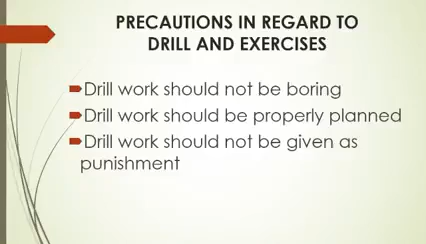 PRECAUTIONS IN REGARD TO
DRILL AND EXERCISES
Drill work should not be boring
Drill work should be properly planned
Drill work should not be given as
punishment